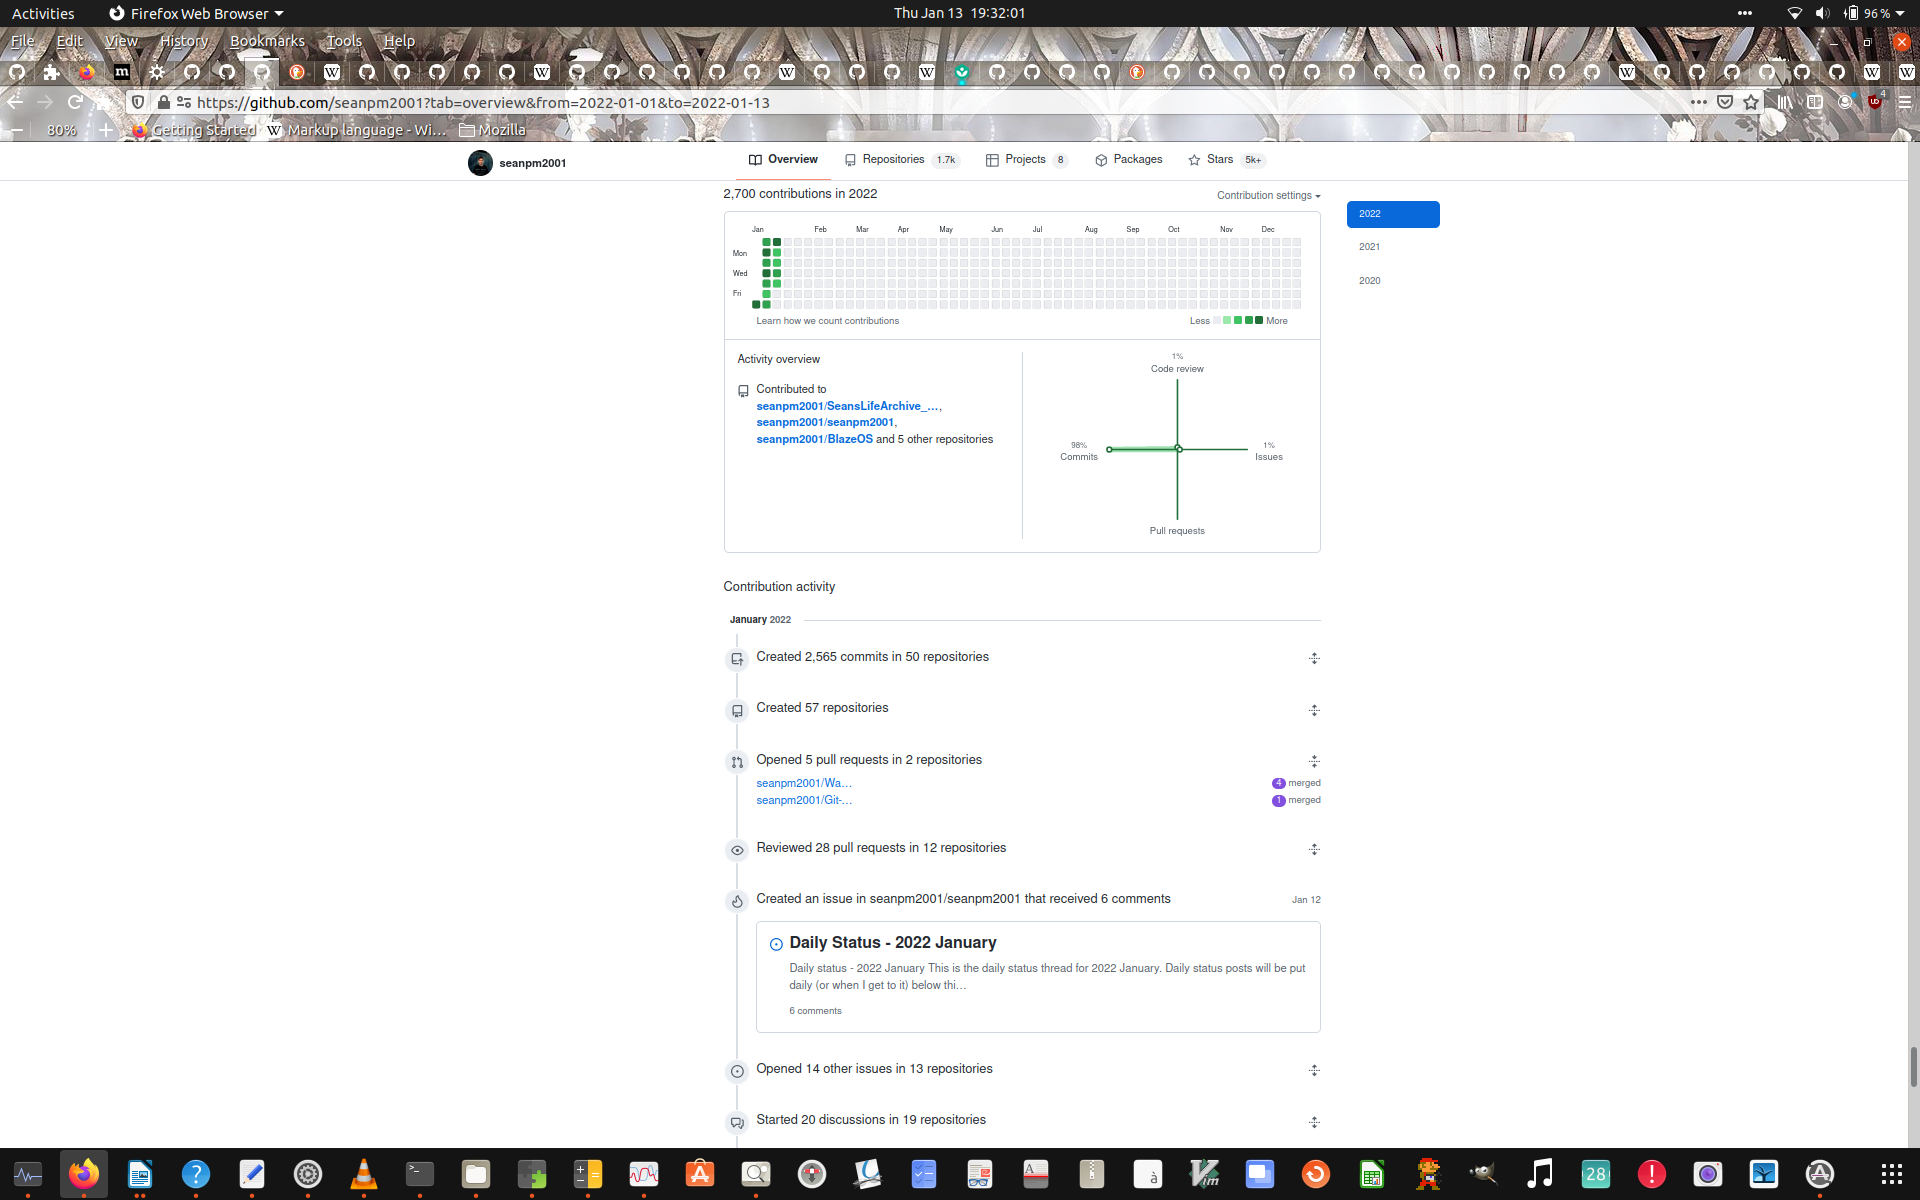 Activities
Firefox Web Browser
Thu Jan 13 19:32:01
96 %
File Edit View History Bookmarks Tools Help
https://github.com/seanpm2001?tab=overview&from=2022-01-01&to=2022-01-13
4
80%
Getting Started
Markup language - Wi…
Mozilla
seanpm2001
Overview
Repositories 1.7k
Projects 8
Packages
Stars 5k+
2,700 contributions in 2022
Contribution settings
2022
2021
2020
Jan Feb Mar Apr May Jun Jul Aug Sep Oct Nov Dec
Mon
Wed
Fri
Learn how we count contributions
Less More
Activity overview
Contributed to
seanpm2001/SeansLifeArchive_…,
seanpm2001/seanpm2001,
seanpm2001/BlazeOS and 5 other repositories
1%
Code review
98%
Commits
1%
Issues
Pull requests
Contribution activity
January 2022
Created 2,565 commits in 50 repositories
Created 57 repositories
Opened 5 pull requests in 2 repositories
seanpm2001/Wa… 4 merged
seanpm2001/Git-… 1 merged
Reviewed 28 pull requests in 12 repositories
Created an issue in seanpm2001/seanpm2001 that received 6 comments Jan 12
Daily Status - 2022 January
Daily status - 2022 January This is the daily status thread for 2022 January. Daily status posts will be put
daily (or when I get to it) below thi…
6 comments
Opened 14 other issues in 13 repositories
Started 20 discussions in 19 repositories
28